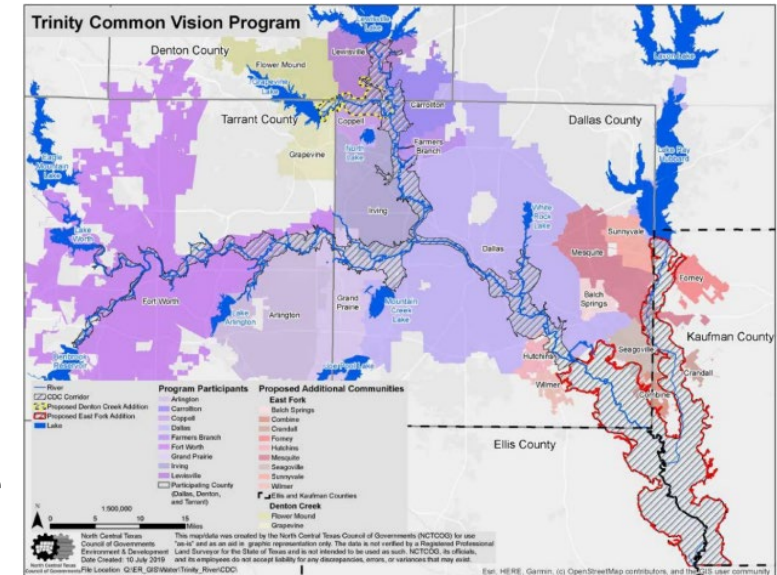 Trinity Common Vision Program
Denton County
Flower Mound
Lewisville
Lake
Lewisville
Grapevine
Lake
Lavon Lake
Tarrant County
Coppell
Carrollton
Dallas County
Grapevine
North
Lake
Farmers
Branch
Lake Ray
Hubbard
Eagle
Mountain
Lake
Lake
Worth
Irving
White
Rock
Lake
Dallas
Sunnyvale
Mesquite
Forney
Balch
Springs
Fort Worth
Lake
Arlington
Arlington
Grand
Prairie
Mountain
Creek
Lake
Kaufman County
Seagoville
Crandall
Hutchins
Wilmer
Combine
Benbrook
Reservoir
Ellis County
River
CDC Corridor
Proposed Denton Creek Addition
Proposed East Fork Addition
Lake
Program Participants
Arlington
Carrollton
Coppell
Dallas
Farmers Branch
Fort Worth
Grand Prairie
Irving
Lewisville
Participating County
(Dallas, Denton,
and Tarrant)
Proposed Additional Communities
East Fork
Balch Springs
Combine
Crandall
Forney
Hutchins
Mesquite
Seagoville
Sunnyvale
Wilmer
Ellis and Kaufman Counties
Denton Creek
Flower Mound
Grapevine
N
1:500,000
0 5 10 15
Miles
North Central Texas
Council of Governments
Environment & Development
Date Created: 10 July 2019
This map/data was created by the North Central Texas Council of Governments (NCTCOG) for use
"as-is" and as an aid in graphic representation only. The data is not verified by a Registered Professional
Land Surveyor for the State of Texas and is not intended to be used as such. NCTCOG, its officials,
and its employees do not accept liability for any discrepancies, errors, or variances that may exist.
North Central Texas
Council of Governments
File Location: Q:\ER_GIS\Water\Trinity_River\CDC\
Esri, HERE, Garmin, (c) OpenStreetMap contributors, and the GIS user community